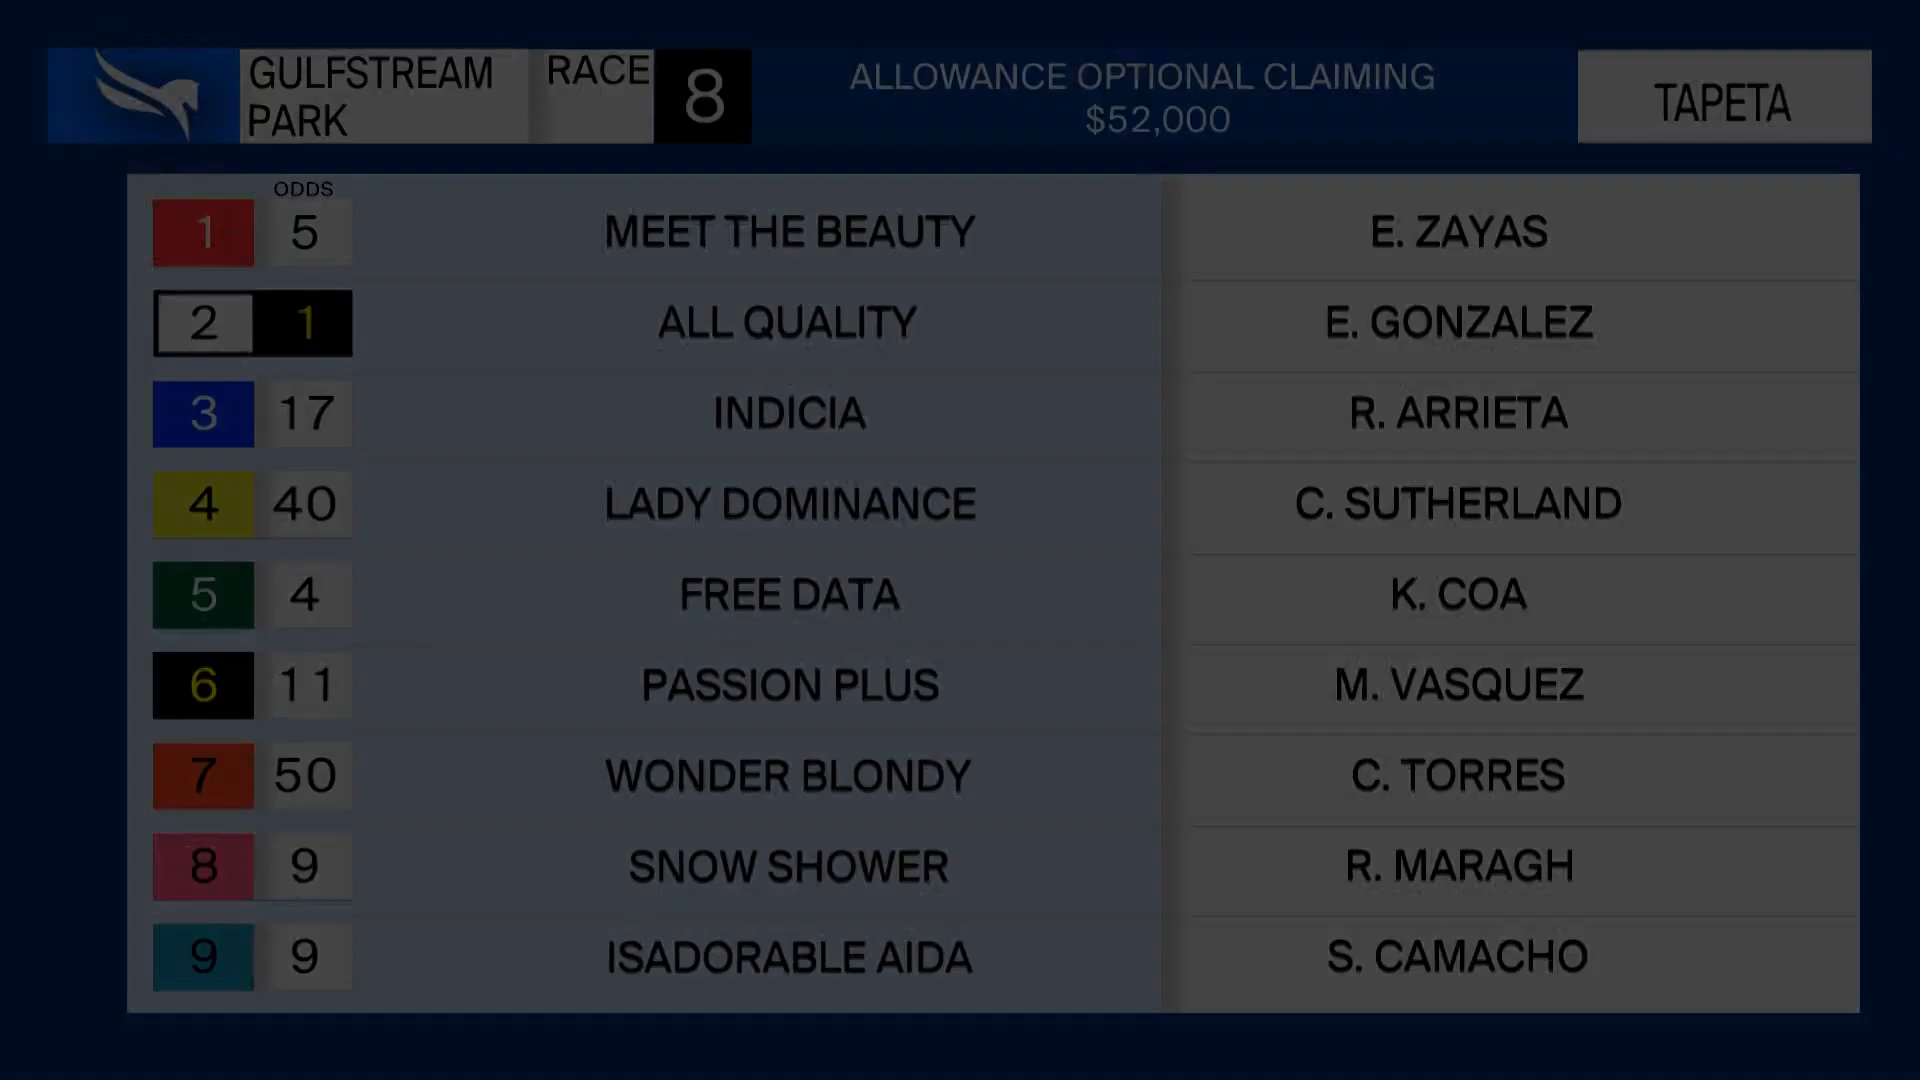 GULFSTREAM
PARK
RACE
8
ALLOWANCE OPTIONAL CLAIMING
$52,000
TAPETA
ODDS
1 5 MEET THE BEAUTY E. ZAYAS
2 1 ALL QUALITY E. GONZALEZ
3 17 INDICIA R. ARRIETA
4 40 LADY DOMINANCE C. SUTHERLAND
5 4 FREE DATA K. COA
6 11 PASSION PLUS M. VASQUEZ
7 50 WONDER BLONDY C. TORRES
8 9 SNOW SHOWER R. MARAGH
9 9 ISADORABLE AIDA S. CAMACHO